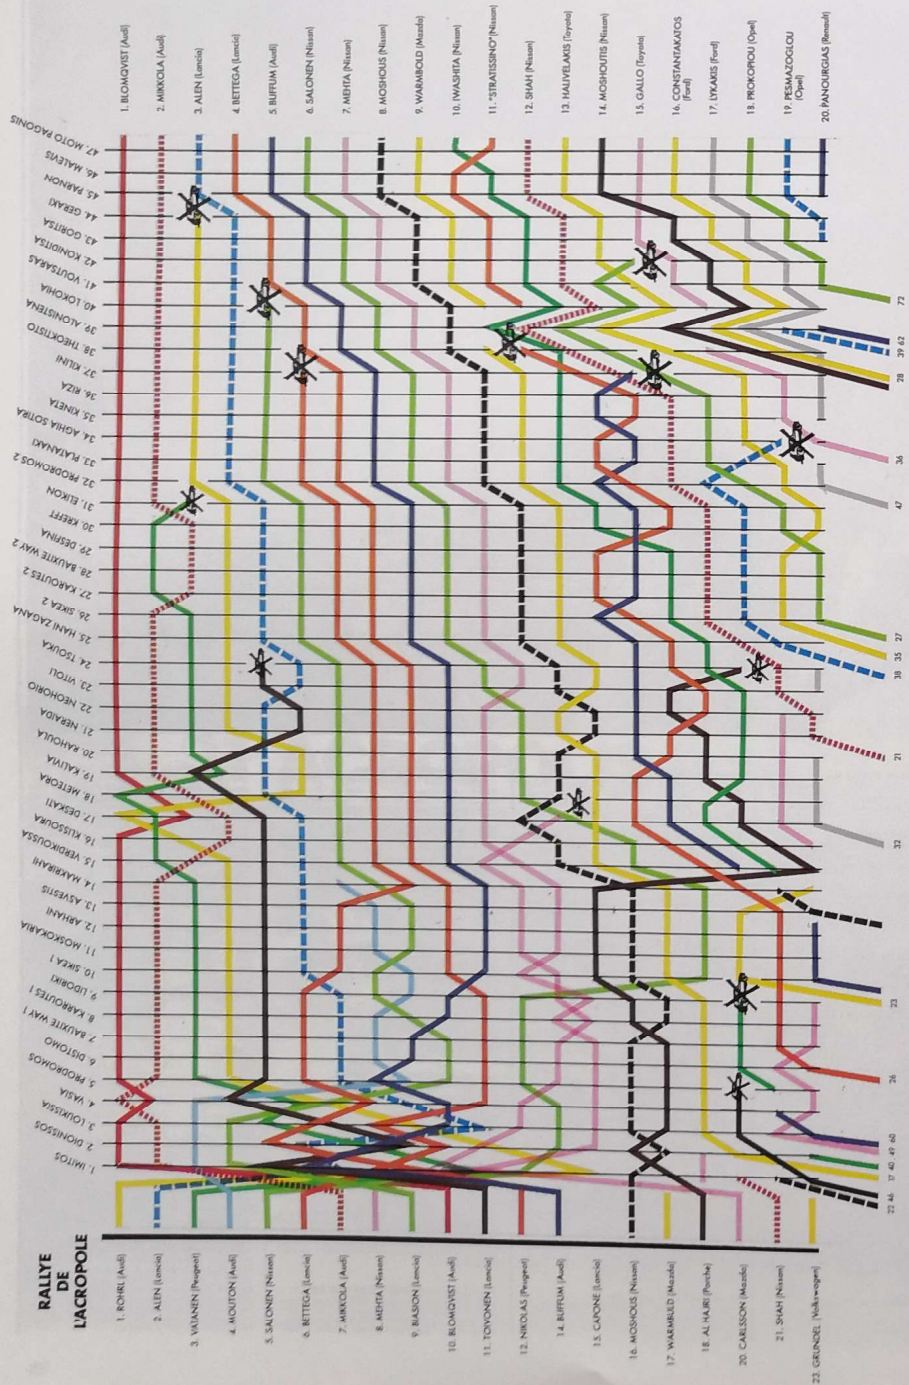 RALLYE
DE
L'ACROPOLE
1. ROHRL (Audi)
2. ALEN (Lancia)
3. VATANEN (Peugeot)
4. MOUTON (Audi)
5. SALONEN (Nissan)
6. BETTEGA (Lancia)
7. MIKKOLA (Audi)
8. MEHTA (Nissan)
9. BIASION (Lancia)
10. BLOMQVIST (Audi)
11. TOIVONEN (Lancia)
12. NIKOLAS (Peugeot)
14. BUFFUM (Audi)
15. CAPONE (Lancia)
16. MOSHOUS (Nissan)
17. WARMBULD (Mazda)
18. AL HAJRI (Porche)
20. CARLSSON (Mazda)
21. SHAH (Nissan)
23. GRUNDEL (Volkswagen)
1. IMITOS
2. DIONISSOS
3. LOUKISSIA
4. VASIA
5. PRODROMOS
6. DISTOMO
7. BAUXITE WAY 1
8. KARROUTES 1
9. LIDORIKI
10. SIKEA 1
11. MOSKOKARIA
12. ARHANI
13. ASVESTIS
14. MAKRIRAHI
15. VERDIKOUSSA
16. KLISSOURA
17. DESKATI
18. METEORA
19. KALIVIA
20. RAHOULA
21. NERAIDA
22. NEOHORIO
23. VITOLI
24. TSOUKA
25. HANI ZAGANA
26. SIKEA 2
27. KAROUTES 2
28. BAUXITE WAY 2
29. DESFINA
30. KREFFT
31. ELIKON
32. PRODROMOS 2
33. PLATANAKI
34. AGHIA SOTIRA
35. KINETA
36. RIZA
37. KILINI
38. THEOKTISTO
39. ALONISTENA
40. LOKOHIA
41. VOUTSARAS
42. KONIDITSA
43. GORITSA
44. GERAKI
45. PARNON
46. MALEVIS
47. MOTO PAGONIS
1. BLOMQVIST (Audi)
2. MIKKOLA (Audi)
3. ALEN (Lancia)
4. BETTEGA (Lancia)
5. BUFFUM (Audi)
6. SALONEN (Nissan)
7. MEHTA (Nissan)
8. MOSHOUS (Nissan)
9. WARMBOLD (Mazda)
10. IWASHITA (Nissan)
11. "STRATISSINO" (Nissan)
12. SHAH (Nissan)
13. HALIVELAKIS (Toyota)
14. MOSHOUTIS (Nissan)
15. GALLO (Toyota)
16. CONSTANTAKATOS
(Ford)
17. LYKAKIS (Ford)
18. PROKOPIOU (Opel)
19. PESMAZOGLOU
(Opel)
20. PANOURGIAS (Renault)
22 46
17
40
49
60
26
23
32
21
38
35
27
47
36
28
39 62
72